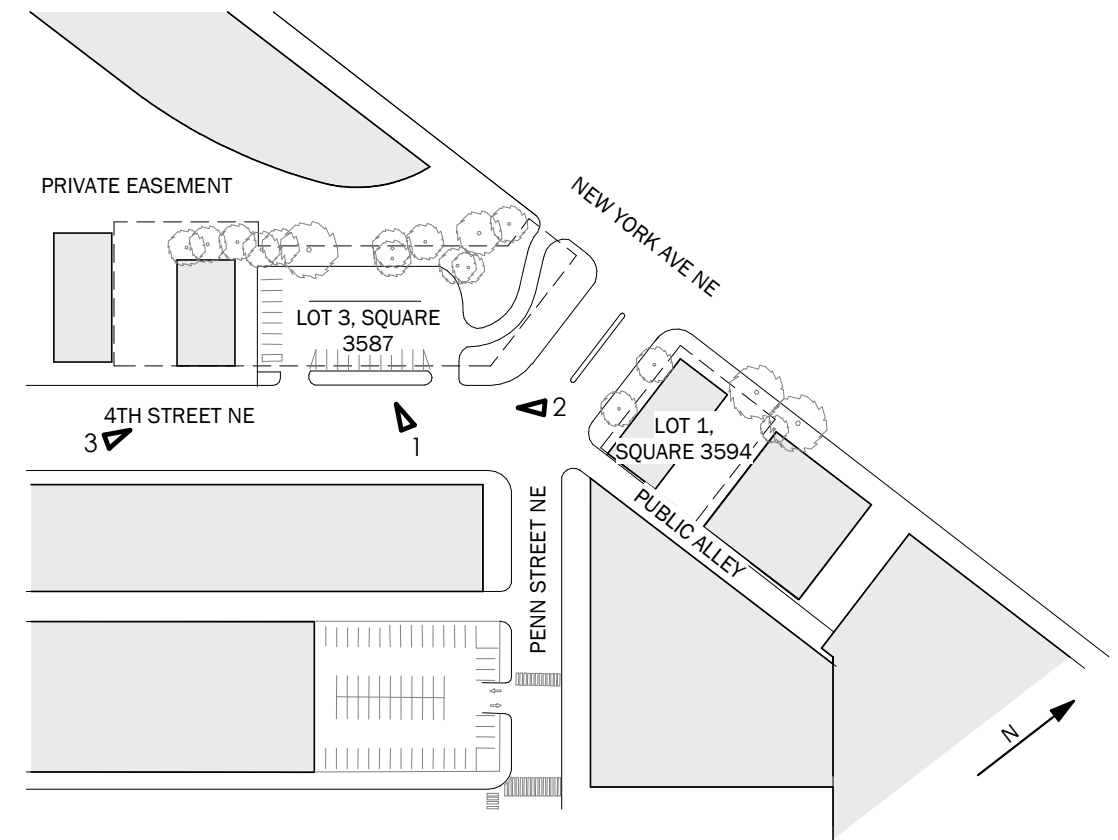 PRIVATE EASEMENT
NEW YORK AVE NE
LOT 3, SQUARE
3587
4TH STREET NE
3
1
2
LOT 1,
SQUARE 3594
PUBLIC ALLEY
PENN STREET NE
N